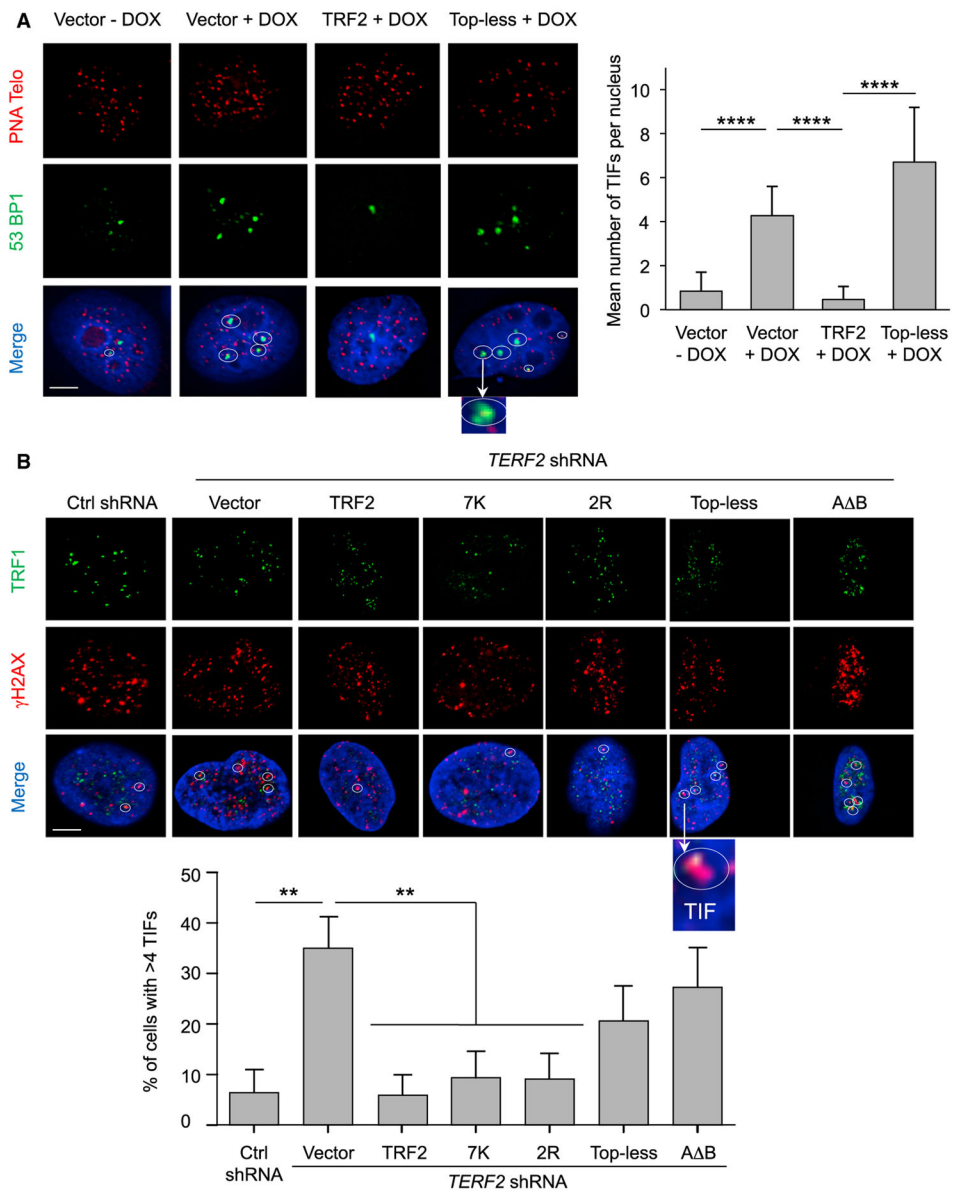 A
Vector - DOX Vector + DOX TRF2 + DOX Top-less + DOX
PNA Telo
53 BP1
Merge
Mean number of TIFs per nucleus
10
8
6
4
2
0
**** **** ****
Vector - DOX
Vector + DOX
TRF2 + DOX
Top-less + DOX
B
TERF2 shRNA
Ctrl shRNA Vector TRF2 7K 2R Top-less AΔB
TRF1
γH2AX
Merge
TIF
% of cells with >4 TIFs
50
40
30
20
10
0
** **
Ctrl shRNA
Vector TRF2 7K 2R Top-less AΔB
TERF2 shRNA